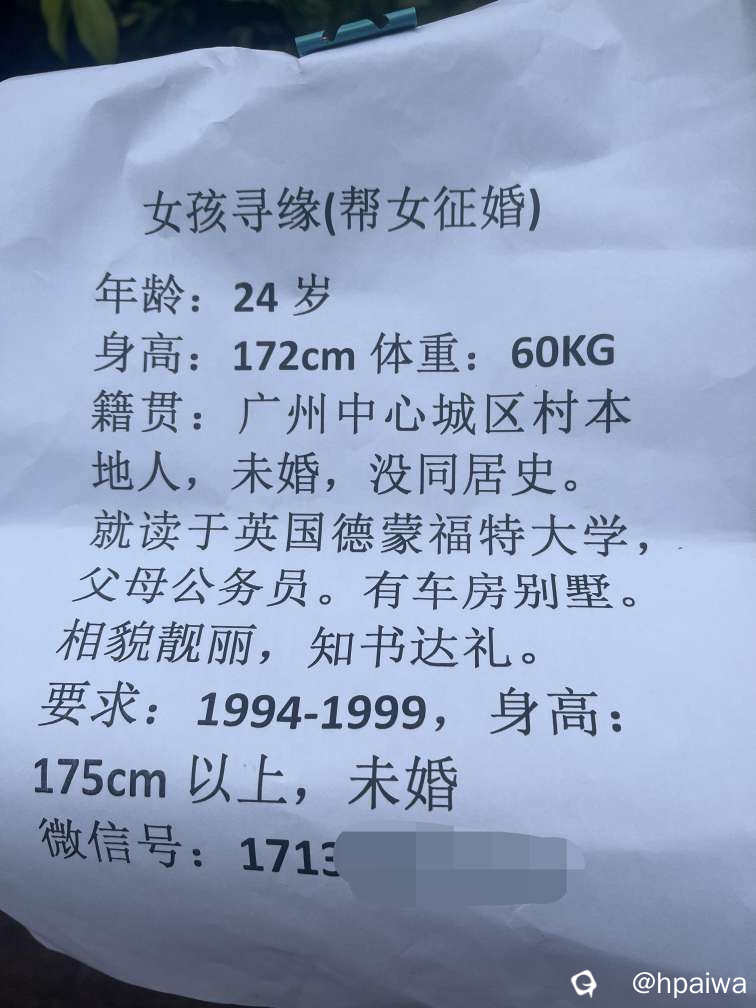 女孩寻缘(帮女征婚)
年龄：24 岁
身高：172cm 体重：60KG
籍贯：广州中心城区村本
地人，未婚，没同居史。
就读于英国德蒙福特大学，
父母公务员。有车房别墅。
相貌靓丽，知书达礼。
要求：1994-1999，身高：
175cm 以上，未婚
微信号：1713
@hpaiwa